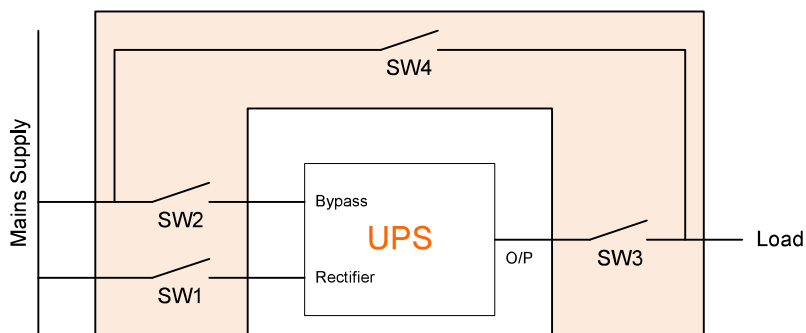 SW4
Mains Supply
Bypass
SW2
UPS
Load
O/P
SW3
Rectifier
SW1